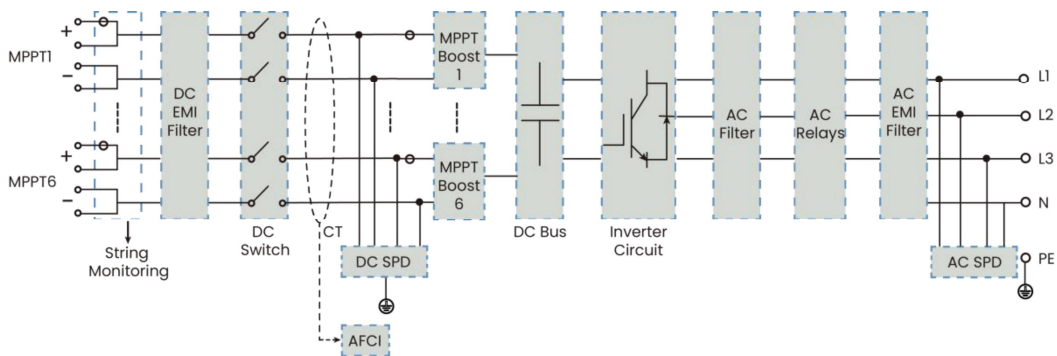 +
MPPT1
−
+
MPPT6
−
String
Monitoring
DC
EMI
Filter
DC
Switch
CT
DC SPD
AFCI
MPPT
Boost
1
MPPT
Boost
6
DC Bus
Inverter
Circuit
AC
Filter
AC
Relays
AC
EMI
Filter
AC SPD
L1
L2
L3
N
PE